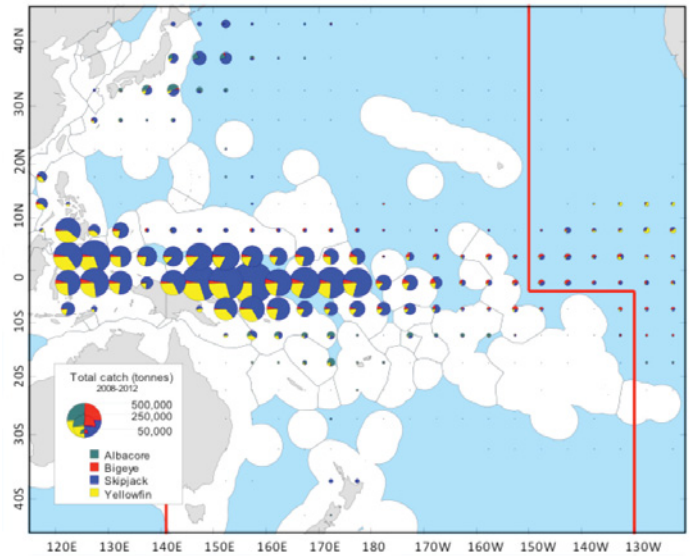 40N
30N
20N
10N
0
10S
20S
30S
40S
Total catch (tonnes)
2008-2012
500,000
250,000
50,000
Albacore
Bigeye
Skipjack
Yellowfin
120E 130E 140E 150E 160E 170E 180 170W 160W 150W 140W 130W